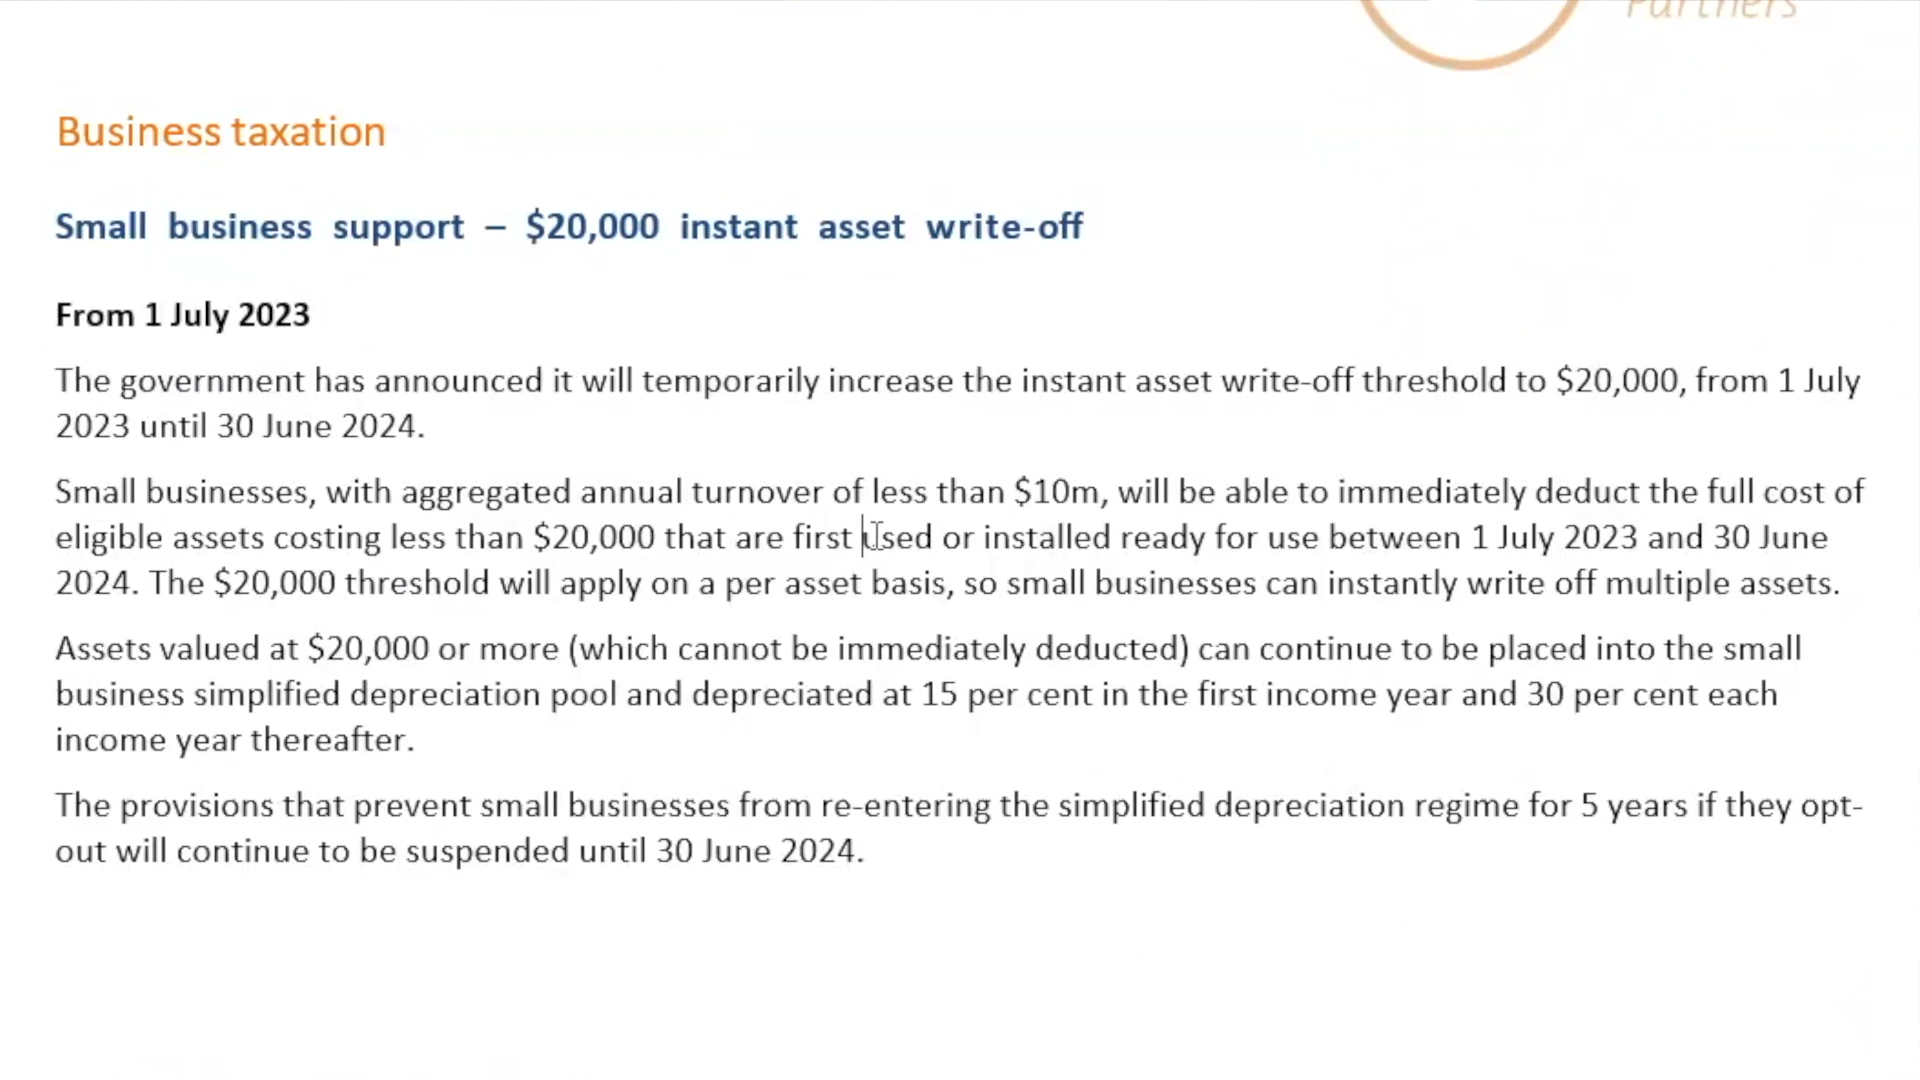 Partners
Business taxation
Small business support – $20,000 instant asset write-off
From 1 July 2023
The government has announced it will temporarily increase the instant asset write-off threshold to $20,000, from 1 July
2023 until 30 June 2024.
Small businesses, with aggregated annual turnover of less than $10m, will be able to immediately deduct the full cost of
eligible assets costing less than $20,000 that are first used or installed ready for use between 1 July 2023 and 30 June
2024. The $20,000 threshold will apply on a per asset basis, so small businesses can instantly write off multiple assets.
Assets valued at $20,000 or more (which cannot be immediately deducted) can continue to be placed into the small
business simplified depreciation pool and depreciated at 15 per cent in the first income year and 30 per cent each
income year thereafter.
The provisions that prevent small businesses from re-entering the simplified depreciation regime for 5 years if they opt-
out will continue to be suspended until 30 June 2024.